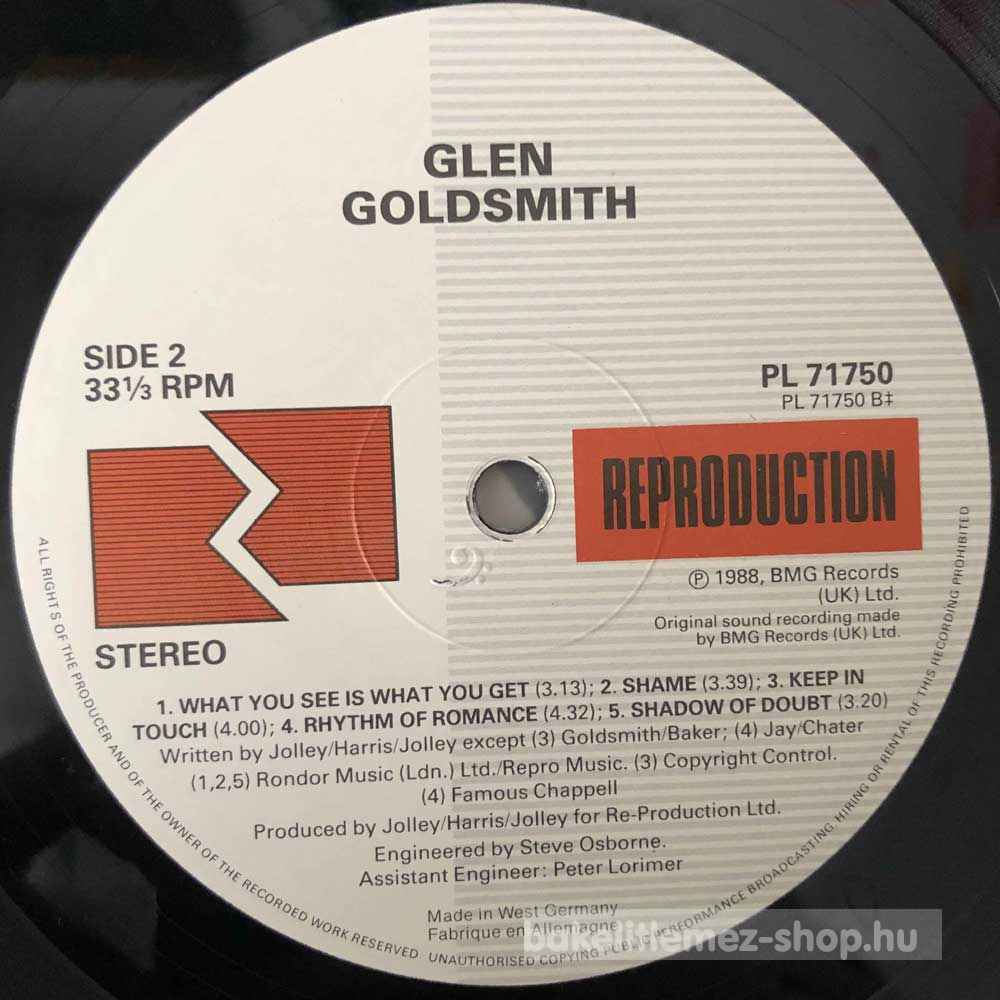 GLEN
GOLDSMITH
SIDE 2
33⅓ RPM
PL 71750
PL 71750 B‡
REPRODUCTION
℗ 1988, BMG Records
(UK) Ltd.
Original sound recording made
by BMG Records (UK) Ltd.
STEREO
1. WHAT YOU SEE IS WHAT YOU GET (3.13); 2. SHAME (3.39); 3. KEEP IN
TOUCH (4.00); 4. RHYTHM OF ROMANCE (4.32); 5. SHADOW OF DOUBT (3.20)
Written by Jolley/Harris/Jolley except (3) Goldsmith/Baker; (4) Jay/Chater
(1,2,5) Rondor Music (Ldn.) Ltd./Repro Music. (3) Copyright Control.
(4) Famous Chappell
Produced by Jolley/Harris/Jolley for Re-Production Ltd.
Engineered by Steve Osborne.
Assistant Engineer: Peter Lorimer
Made in West Germany
Fabrique en Allemagne
ALL RIGHTS OF THE PRODUCER AND OF THE OWNER OF THE RECORDED WORK RESERVED. UNAUTHORISED COPYING PUBLIC PERFORMANCE BROADCASTING HIRING OR RENTAL OF THIS RECORDING PROHIBITED
bakelitlemez-shop.hu